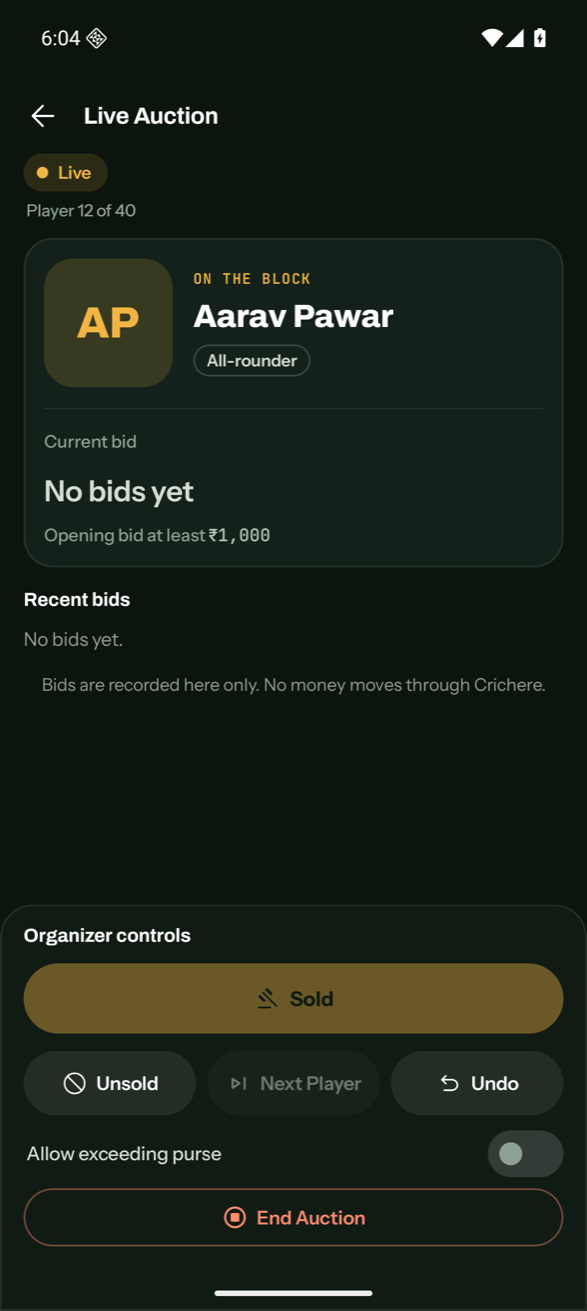 6:04
Live Auction
Live
Player 12 of 40
AP
ON THE BLOCK
Aarav Pawar
All-rounder
Current bid
No bids yet
Opening bid at least ₹1,000
Recent bids
No bids yet.
Bids are recorded here only. No money moves through Crichere.
Organizer controls
Sold
Unsold
Next Player
Undo
Allow exceeding purse
End Auction